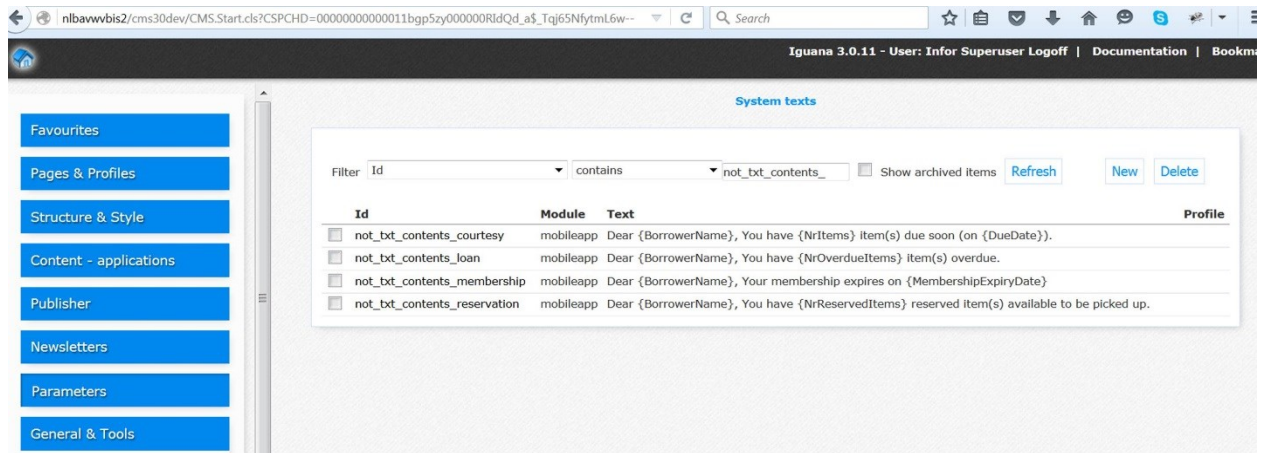 nlbavwvbis2/cms30dev/CMS.Start.cls?CSPCHD=00000000000011bgp5zy000000RIdQd_a$_Tqj65NfytmL6w-- Search
Iguana 3.0.11 - User: Infor Superuser Logoff | Documentation | Bookma
System texts
Favourites
Pages & Profiles
Structure & Style
Content - applications
Publisher
Newsletters
Parameters
General & Tools
Filter Id contains not_txt_contents_ Show archived items Refresh New Delete
Id Module Text Profile
not_txt_contents_courtesy mobileapp Dear {BorrowerName}, You have {NrItems} item(s) due soon (on {DueDate}).
not_txt_contents_loan mobileapp Dear {BorrowerName}, You have {NrOverdueItems} item(s) overdue.
not_txt_contents_membership mobileapp Dear {BorrowerName}, Your membership expires on {MembershipExpiryDate}
not_txt_contents_reservation mobileapp Dear {BorrowerName}, You have {NrReservedItems} reserved item(s) available to be picked up.